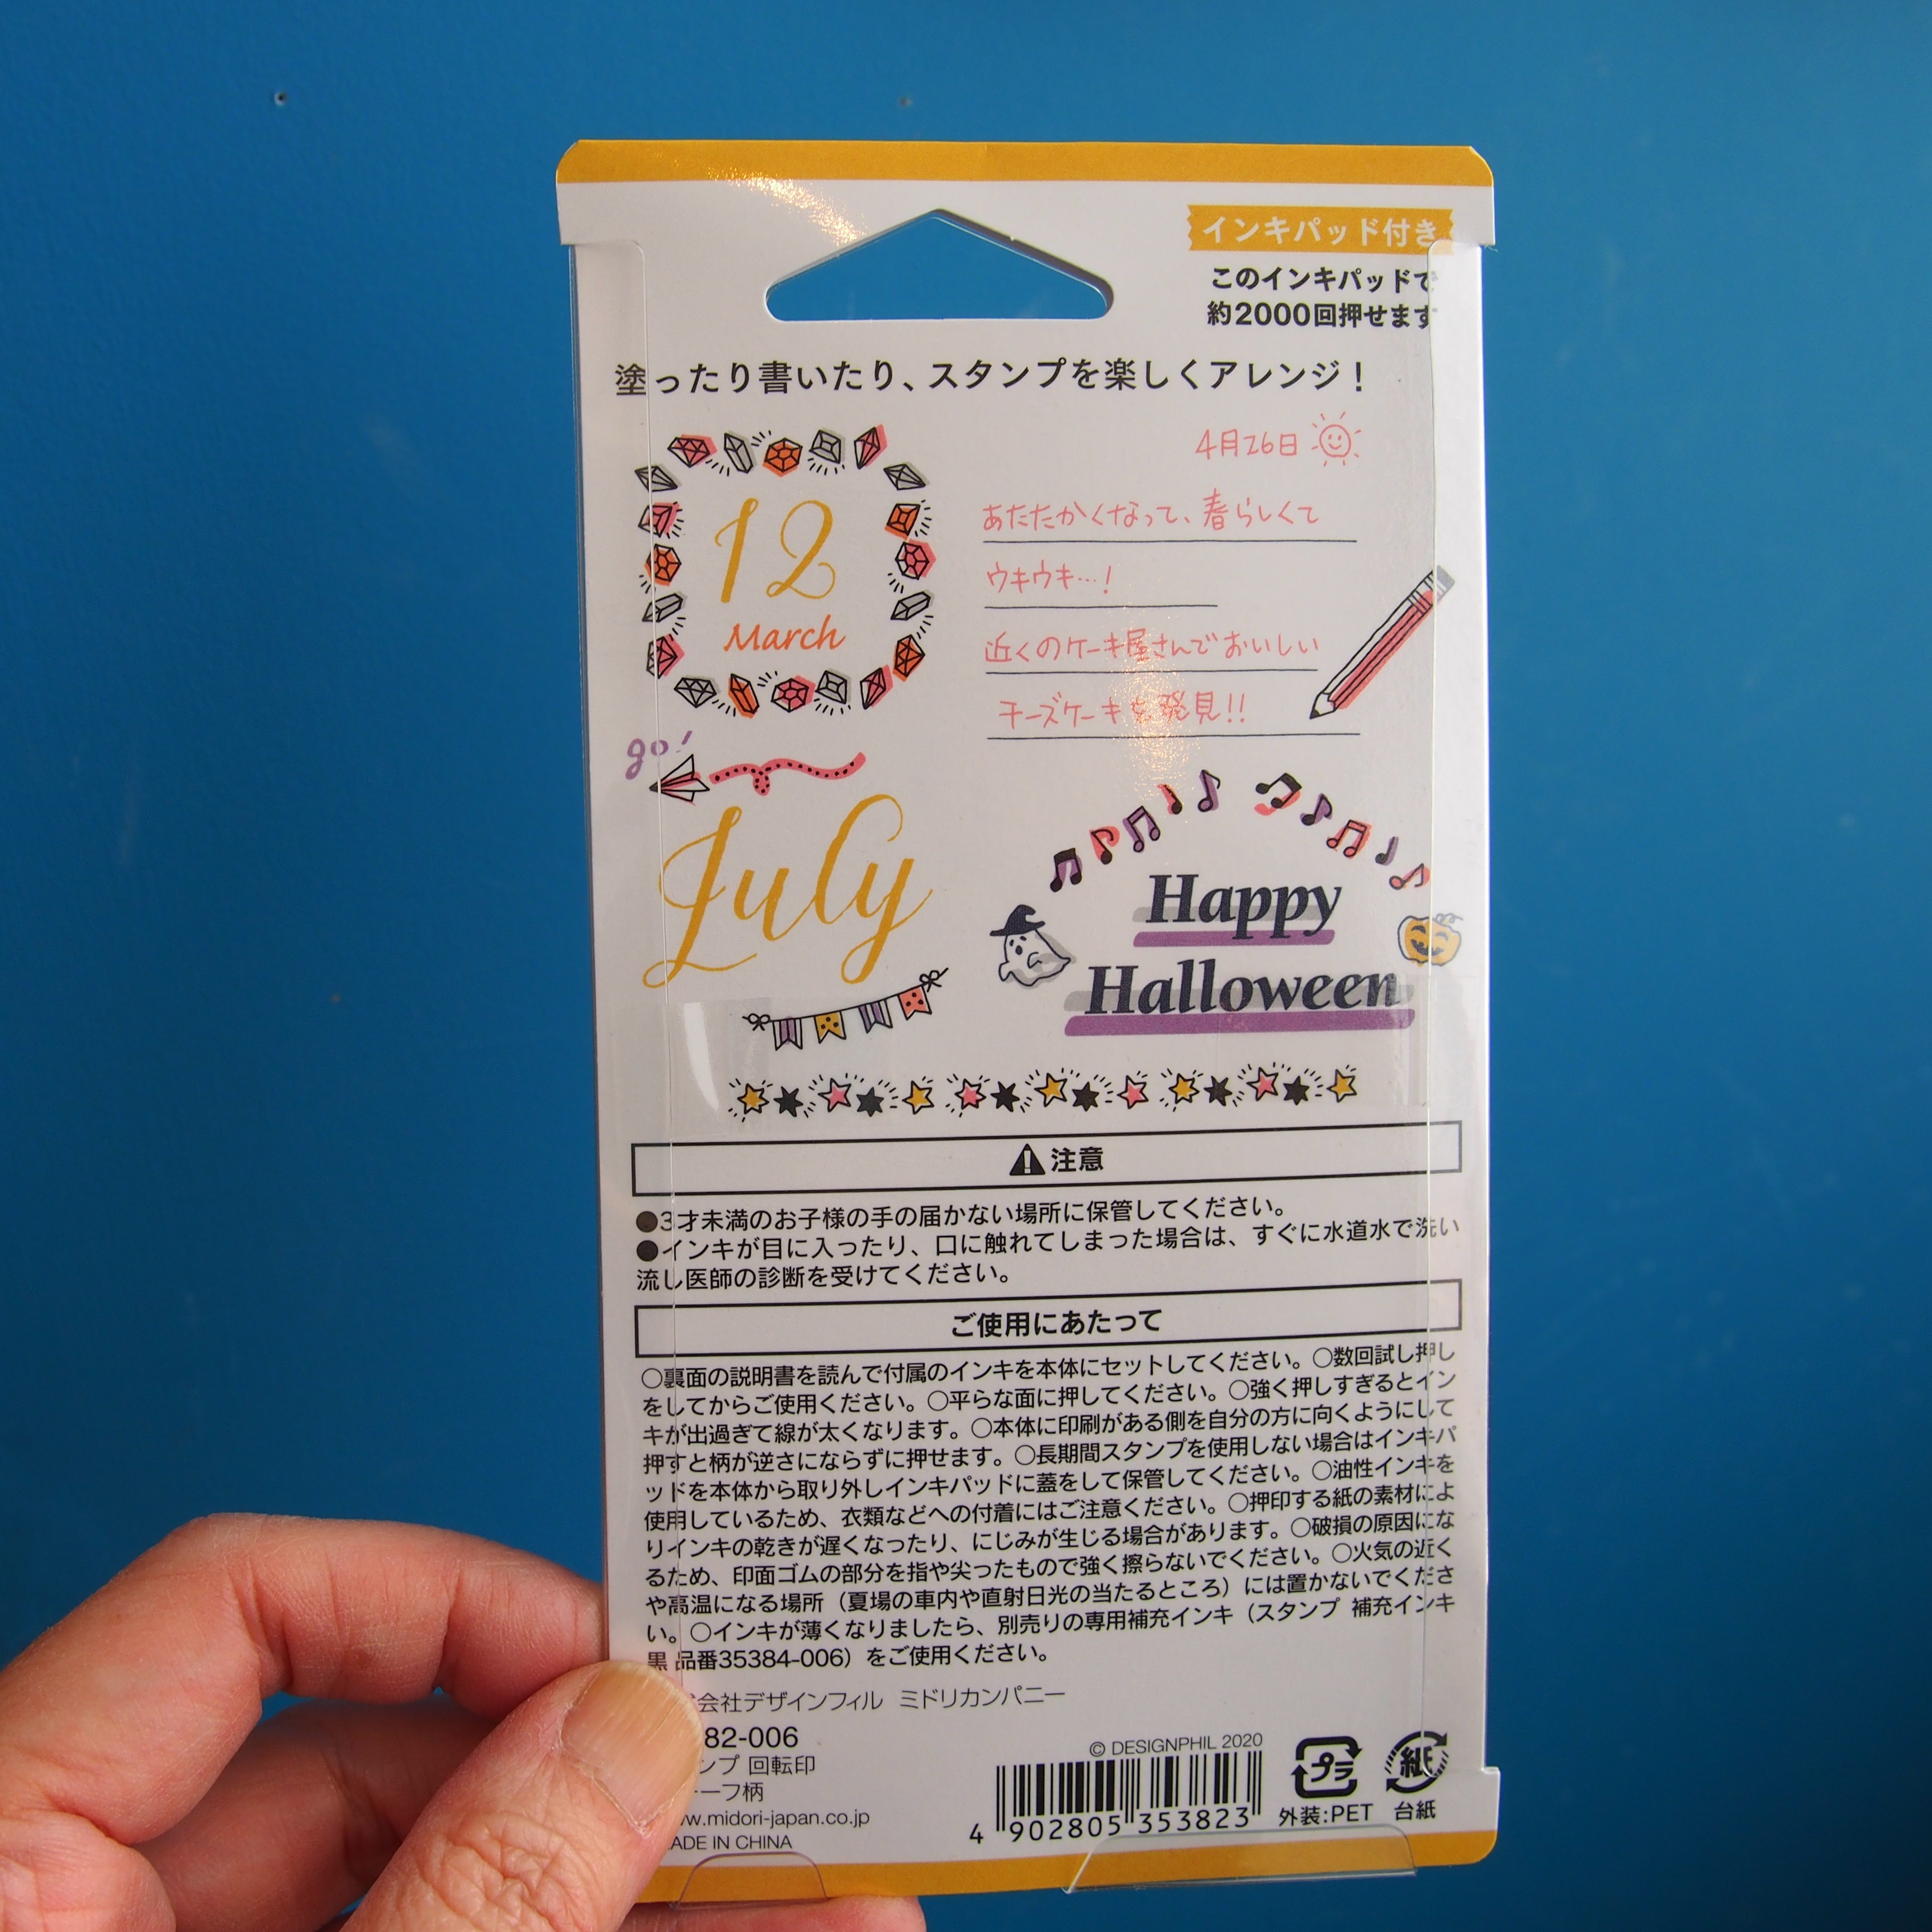 インキパッド付き
このインキパッドで
約2000回押せます
塗ったり書いたり、スタンプを楽しくアレンジ！
12
March
4月26日
あたたかくなって、春らしくて
ウキウキ…！
近くのケーキ屋さんでおいしい
チーズケーキを発見!!
go!
July
Happy
Halloween
注意
●3才未満のお子様の手の届かない場所に保管してください。
●インキが目に入ったり、口に触れてしまった場合は、すぐに水道水で洗い
流し医師の診断を受けてください。
ご使用にあたって
○裏面の説明書を読んで付属のインキを本体にセットしてください。○数回試し押し
をしてからご使用ください。○平らな面に押してください。○強く押しすぎるとイン
キが出過ぎて線が太くなります。○本体に印刷がある側を自分の方に向くようにして
押すと柄が逆さにならずに押せます。○長期間スタンプを使用しない場合はインキパ
ッドを本体から取り外しインキパッドに蓋をして保管してください。○油性インキを
使用しているため、衣類などへの付着にはご注意ください。○押印する紙の素材によ
りインキの乾きが遅くなったり、にじみが生じる場合があります。○破損の原因にな
るため、印面ゴムの部分を指や尖ったもので強く擦らないでください。○火気の近く
や高温になる場所（夏場の車内や直射日光の当たるところ）には置かないでくださ
い。○インキが薄くなりましたら、別売りの専用補充インキ（スタンプ 補充インキ
黒 品番35384-006）をご使用ください。
会社デザインフィル ミドリカンパニー
82-006
ンプ 回転印
ーフ柄
w.midori-japan.co.jp
ADE IN CHINA
© DESIGNPHIL 2020
4 902805 353823
プラ
外装:PET
紙
台紙